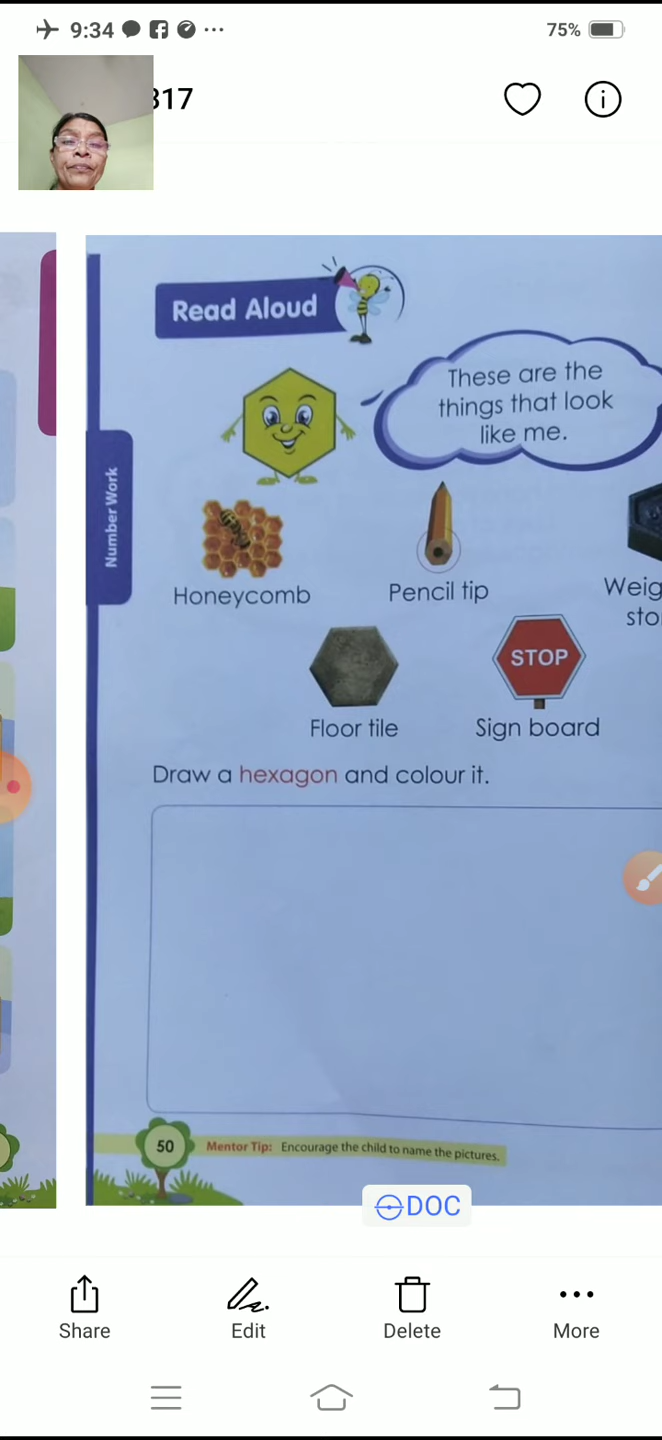 9:34
75%
317
Read Aloud
These are the
things that look
like me.
Number Work
Honeycomb
Pencil tip
STOP
Floor tile
Sign board
Draw a hexagon and colour it.
50
Mentor Tip: Encourage the child to name the pictures.
DOC
Share
Edit
Delete
More